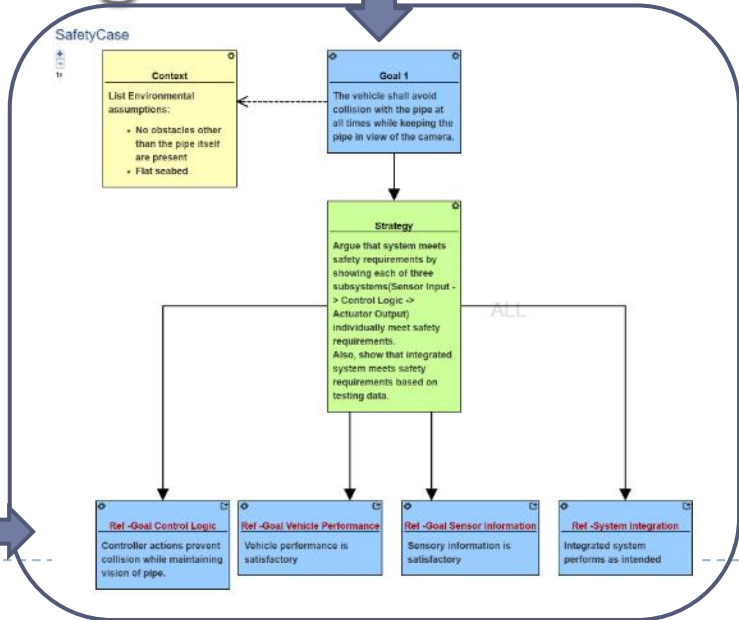 SafetyCase
1x
Context
List Environmental
assumptions:
• No obstacles other
than the pipe itself
are present
• Flat seabed
Goal 1
The vehicle shall avoid
collision with the pipe at
all times while keeping the
pipe in view of the camera.
Strategy
Argue that system meets
safety requirements by
showing each of three
subsystems(Sensor Input -
> Control Logic ->
Actuator Output)
individually meet safety
requirements.
Also, show that integrated
system meets safety
requirements based on
testing data.
ALL
Ref -Goal Control Logic
Controller actions prevent
collision while maintaining
vision of pipe.
Ref -Goal Vehicle Performance
Vehicle performance is
satisfactory
Ref -Goal Sensor Information
Sensory information is
satisfactory
Ref -System Integration
Integrated system
performs as intended